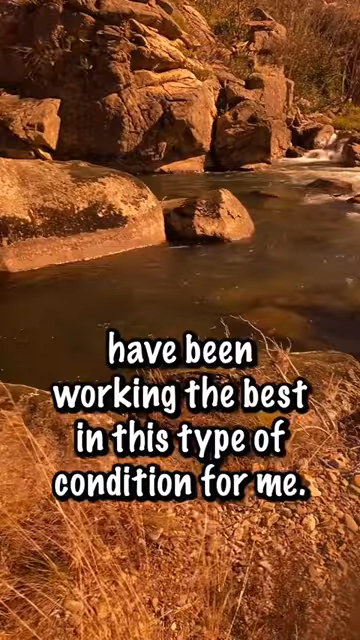 have been
working the best
in this type of
condition for me.